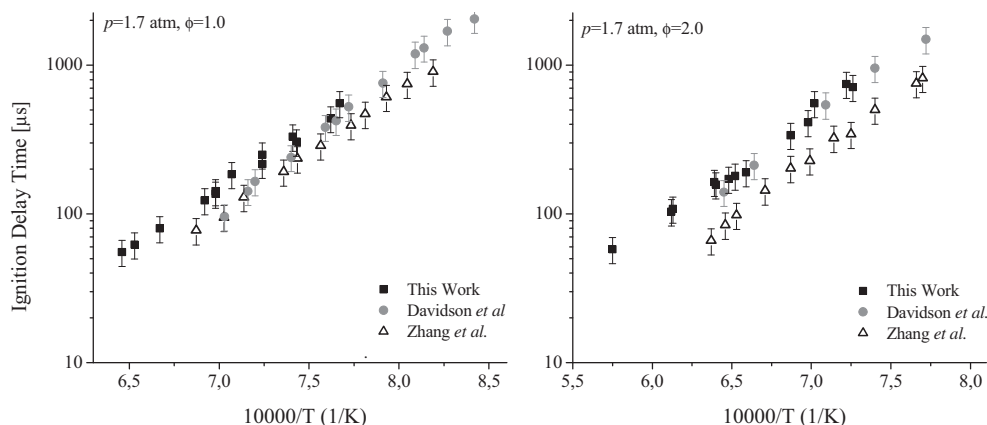 p=1.7 atm, ϕ=1.0
Ignition Delay Time [µs]
1000
100
10
6,5 7,0 7,5 8,0 8,5
10000/T (1/K)
This Work
Davidson et al
Zhang et al.
p=1.7 atm, ϕ=2.0
1000
100
10
5,5 6,0 6,5 7,0 7,5 8,0
10000/T (1/K)
This Work
Davidson et al.
Zhang et al.